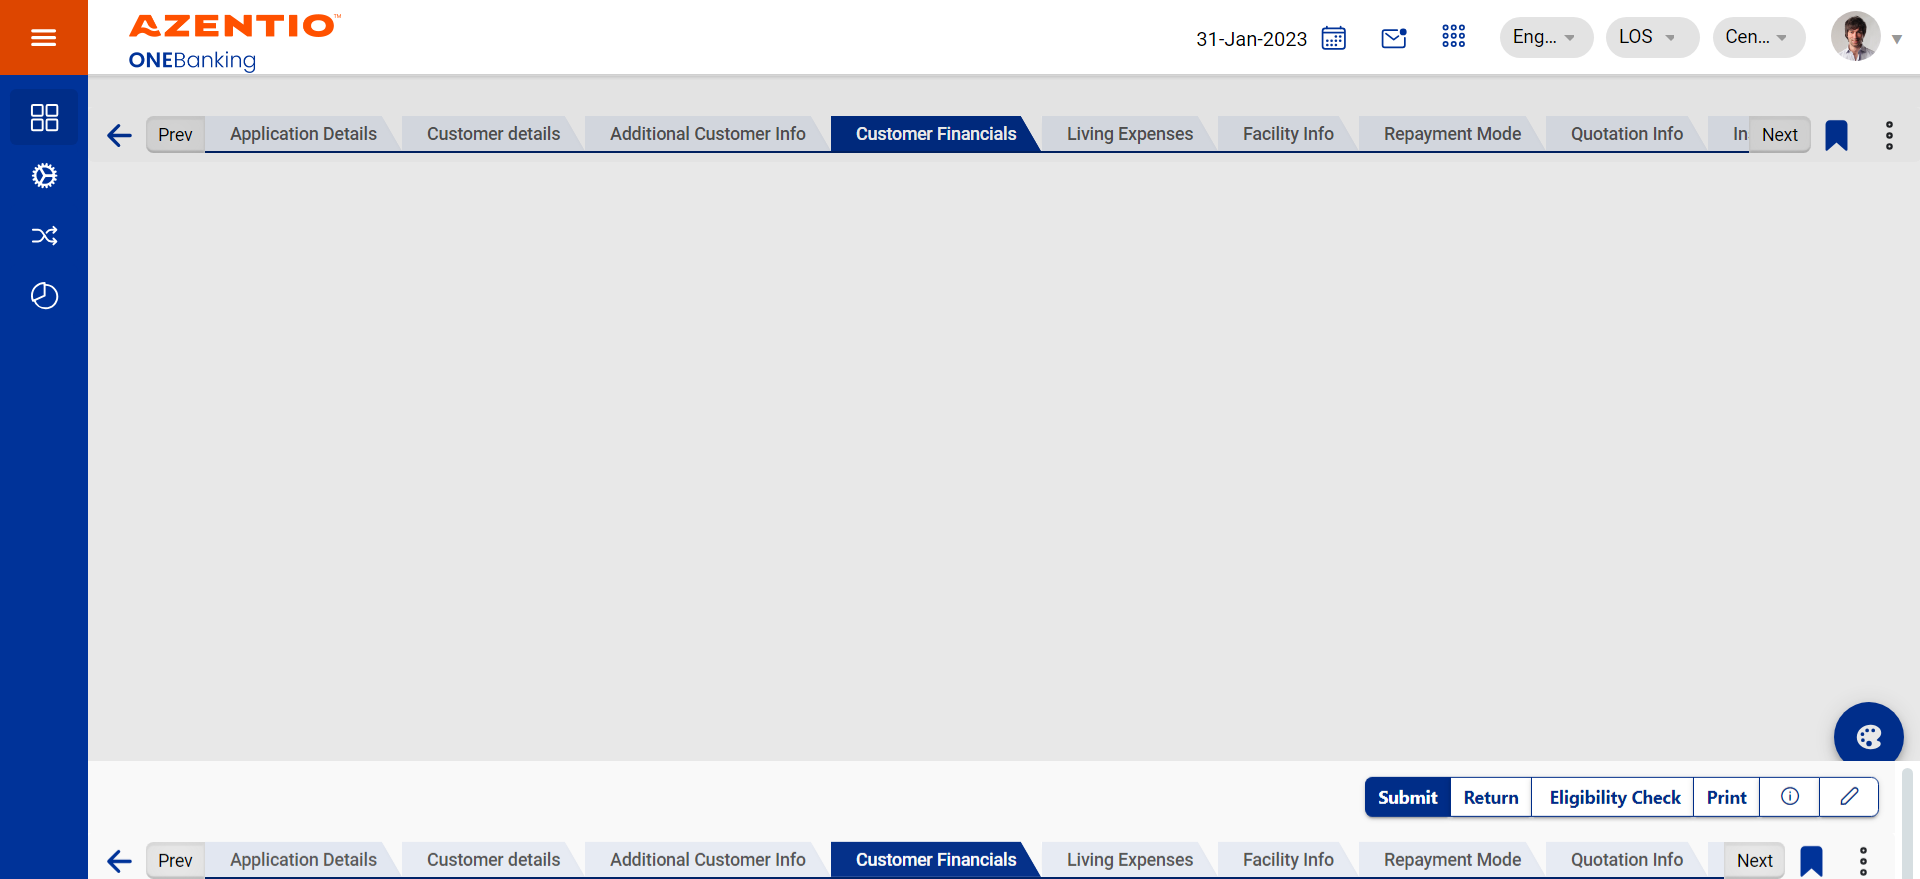 AZENTIO™
ONEBanking
31-Jan-2023
Eng...
LOS
Cen...
Prev
Application Details
Customer details
Additional Customer Info
Customer Financials
Living Expenses
Facility Info
Repayment Mode
Quotation Info
In
Next
Submit
Return
Eligibility Check
Print
Prev
Application Details
Customer details
Additional Customer Info
Customer Financials
Living Expenses
Facility Info
Repayment Mode
Quotation Info
Next